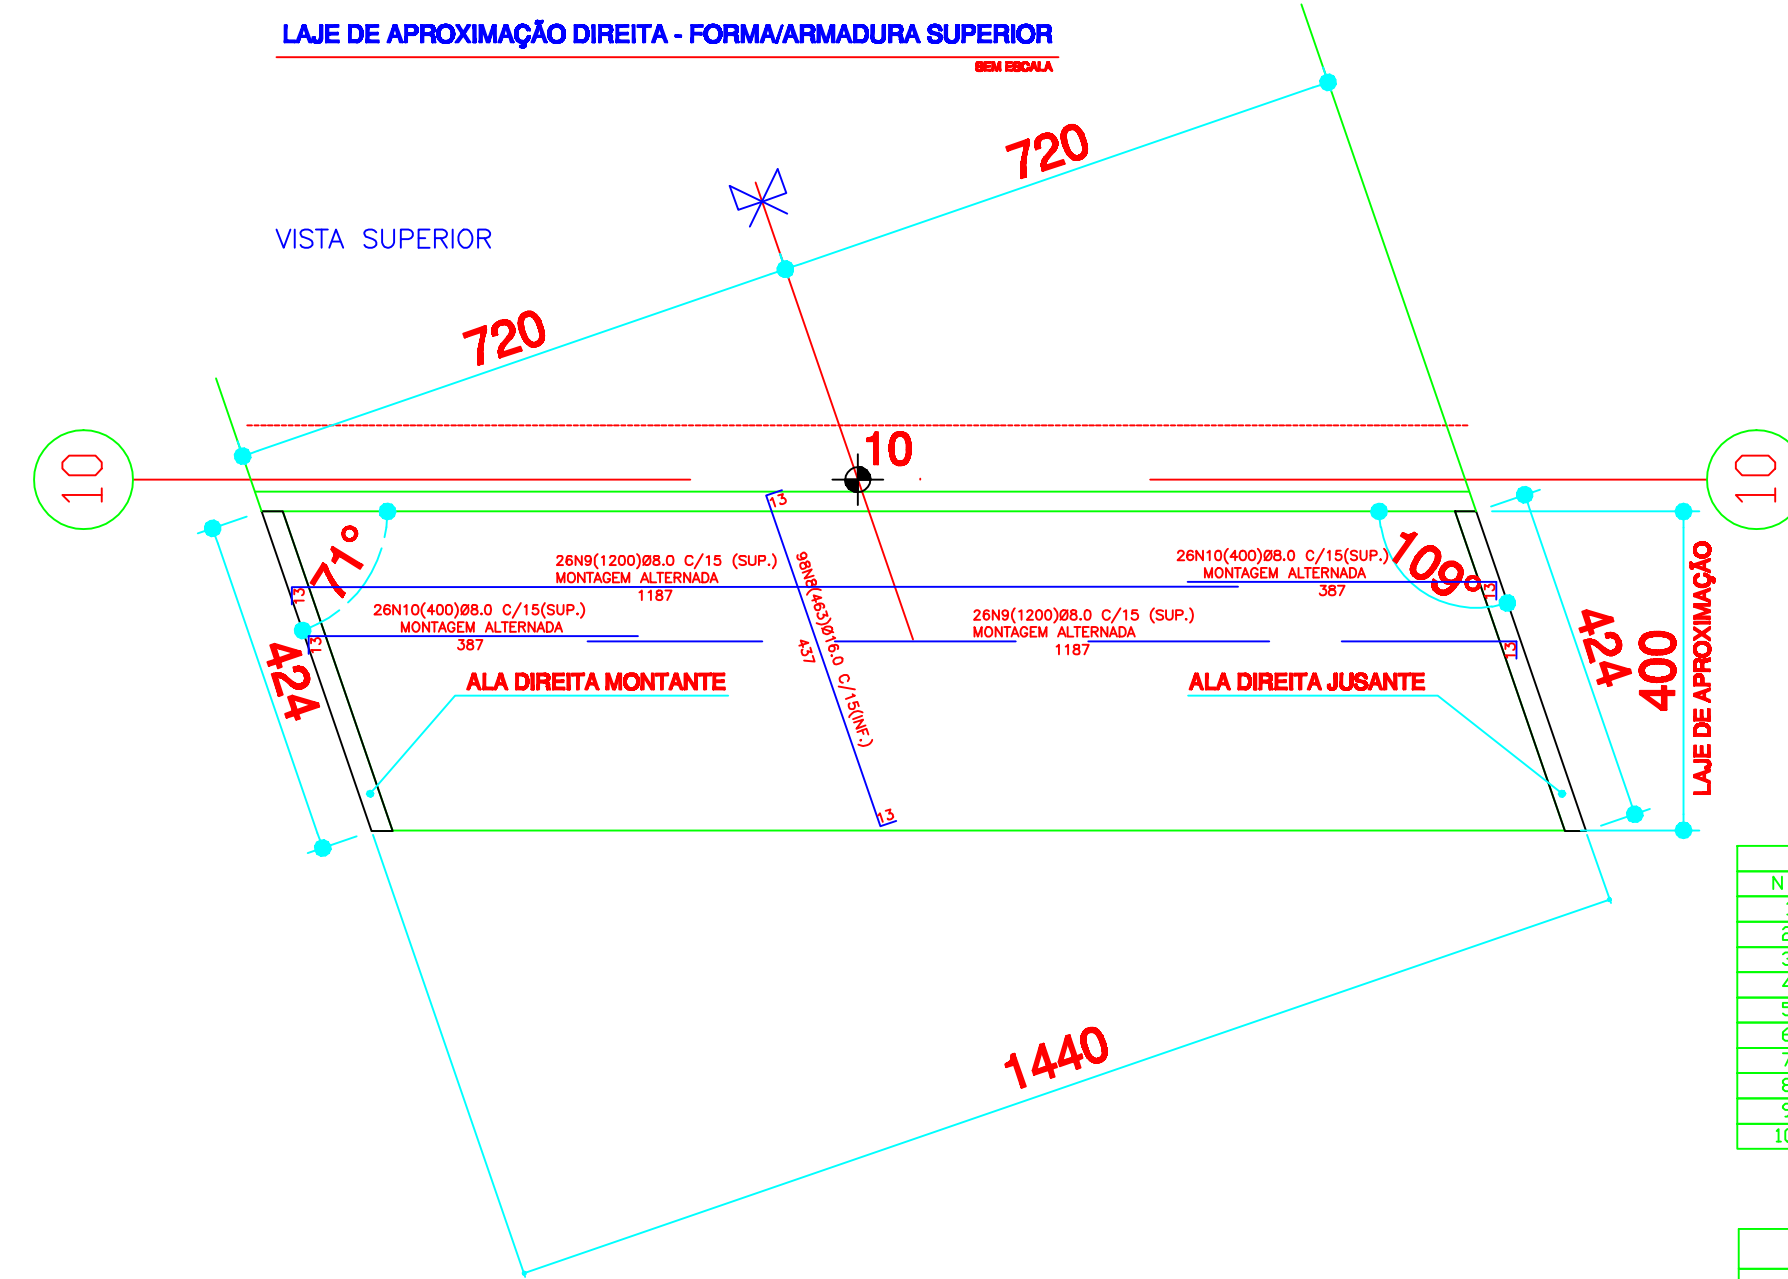 LAJE DE APROXIMAÇÃO DIREITA - FORMA/ARMADURA SUPERIOR
SEM ESCALA
720
VISTA SUPERIOR
720
10
10
10
13
71°
109°
26N9(1200)Ø8.0 C/15 (SUP.)
MONTAGEM ALTERNADA
1187
13
26N10(400)Ø8.0 C/15(SUP.)
MONTAGEM ALTERNADA
387
13
26N10(400)Ø8.0 C/15(SUP.)
MONTAGEM ALTERNADA
387
13
26N9(1200)Ø8.0 C/15 (SUP.)
MONTAGEM ALTERNADA
1187
13
98N8(463)Ø16.0 C/15(INF.)
437
13
424
ALA DIREITA MONTANTE
ALA DIREITA JUSANTE
424
400
LAJE DE APROXIMAÇÃO
1440
N